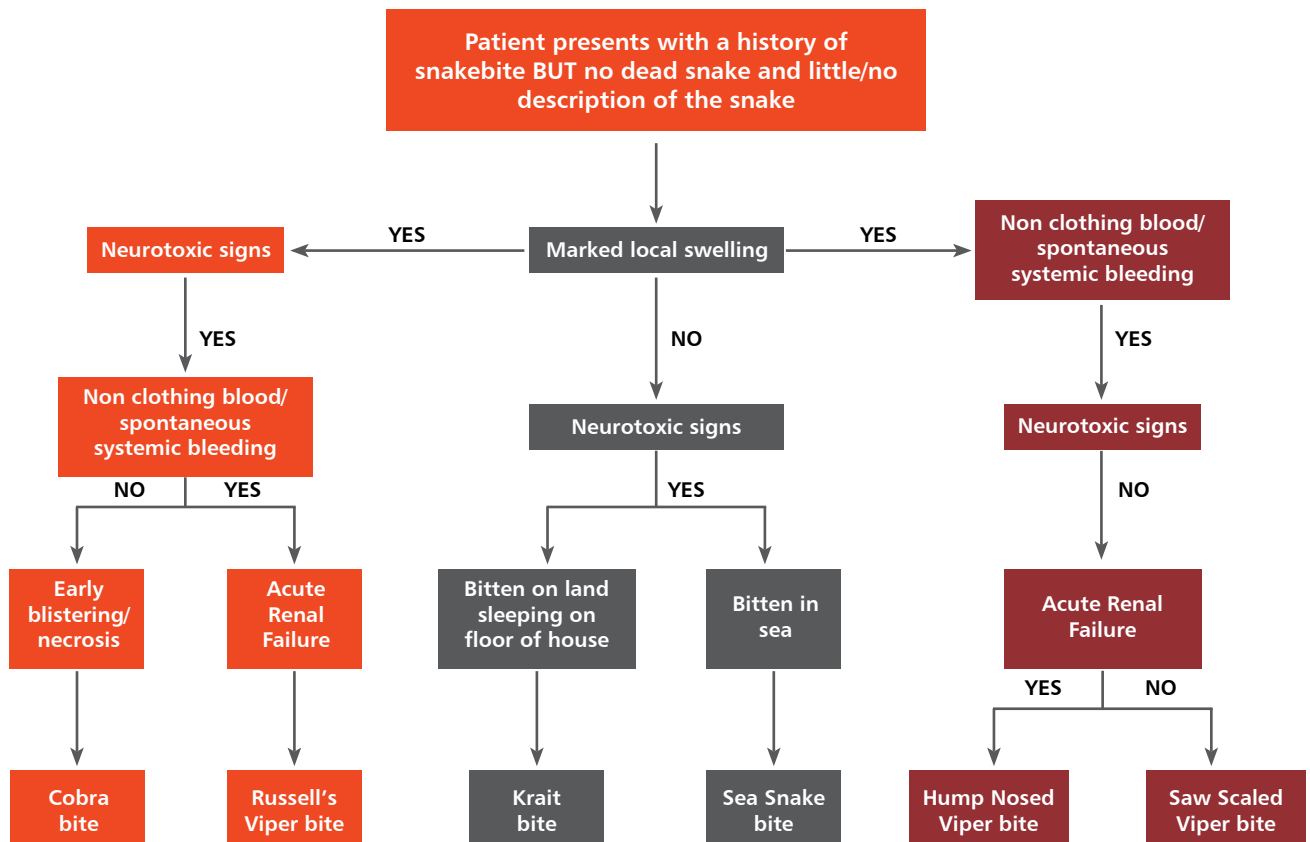 Patient presents with a history of
snakebite BUT no dead snake and little/no
description of the snake
Neurotoxic signs
YES
Marked local swelling
YES
Non clothing blood/
spontaneous
systemic bleeding
YES
NO
YES
Non clothing blood/
spontaneous
systemic bleeding
Neurotoxic signs
Neurotoxic signs
NO
YES
YES
NO
Early
blistering/
necrosis
Acute
Renal
Failure
Bitten on land
sleeping on
floor of house
Bitten in
sea
Acute Renal
Failure
YES
NO
Cobra
bite
Russell's
Viper bite
Krait
bite
Sea Snake
bite
Hump Nosed
Viper bite
Saw Scaled
Viper bite